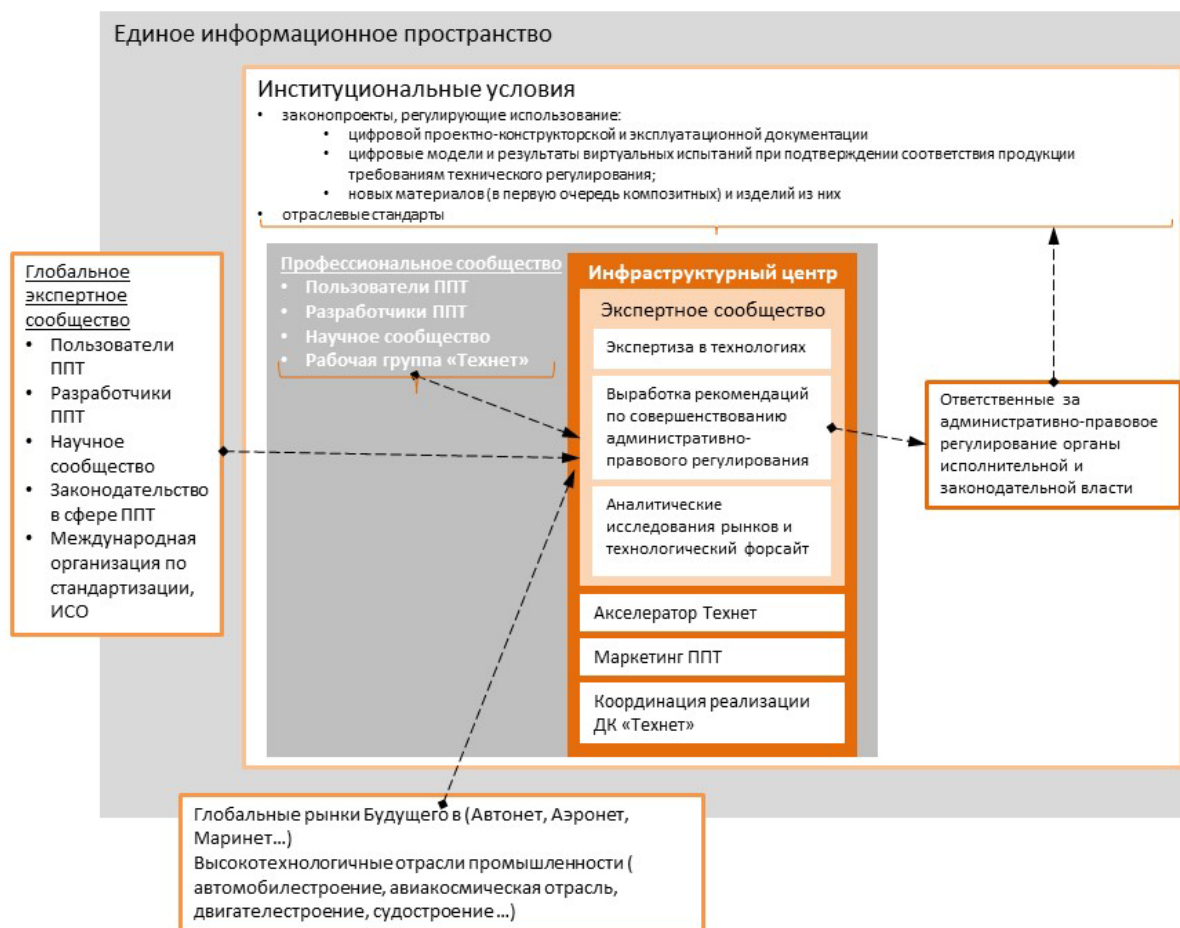 Единое информационное пространство
Институциональные условия
• законопроекты, регулирующие использование:
• цифровой проектно-конструкторской и эксплуатационной документации
• цифровые модели и результаты виртуальных испытаний при подтверждении соответствия продукции
требованиям технического регулирования;
• новых материалов (в первую очередь композитных) и изделий из них
• отраслевые стандарты
Глобальное
экспертное
сообщество
• Пользователи
ППТ
• Разработчики
ППТ
• Научное
сообщество
• Законодательство
в сфере ППТ
• Международная
организация по
стандартизации,
ИСО
Профессиональное сообщество
• Пользователи ППТ
• Разработчики ППТ
• Научное сообщество
• Рабочая группа «Технет»
Инфраструктурный центр
Экспертное сообщество
Экспертиза в технологиях
Выработка рекомендаций
по совершенствованию
административно-
правового регулирования
Аналитические
исследования рынков и
технологический форсайт
Акселератор Технет
Маркетинг ППТ
Координация реализации
ДК «Технет»
Ответственные за
административно-правовое
регулирование органы
исполнительной и
законодательной власти
Глобальные рынки Будущего в (Автонет, Аэронет,
Маринет...)
Высокотехнологичные отрасли промышленности (
автомобилестроение, авиакосмическая отрасль,
двигателестроение, судостроение ...)